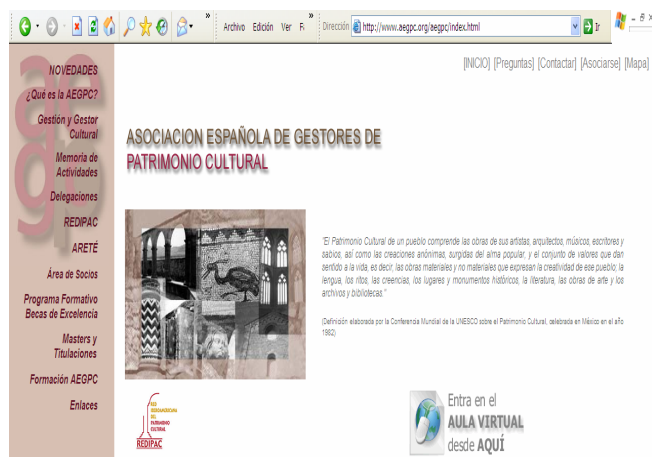 Archivo Edición Ver
Dirección http://www.aegpc.org/aegpc/index.html Ir
[INICIO] [Preguntas] [Contactar] [Asociarse] [Mapa]
NOVEDADES
¿Qué es la AEGPC?
Gestión y Gestor
Cultural
Memoria de
Actividades
Delegaciones
REDIPAC
ARETÉ
Área de Socios
Programa Formativo
Becas de Excelencia
Masters y
Titulaciones
Formación AEGPC
Enlaces
ASOCIACION ESPAÑOLA DE GESTORES DE
PATRIMONIO CULTURAL
"El Patrimonio Cultural de un pueblo comprende las obras de sus artistas, arquitectos, músicos, escritores y
sabios, así como las creaciones anónimas, surgidas del alma popular, y el conjunto de valores que dan
sentido a la vida, es decir, las obras materiales y no materiales que expresan la creatividad de ese pueblo; la
lengua, los ritos, las creencias, los lugares y monumentos históricos, la literatura, las obras de arte y los
archivos y bibliotecas."
(Definición elaborada por la Conferencia Mundial de la UNESCO sobre el Patrimonio Cultural, celebrada en México en el año
1982)
RED
IBEROAMERICANA
DEL
PATRIMONIO
CULTURAL
REDIPAC
Entra en el
AULA VIRTUAL
desde AQUÍ